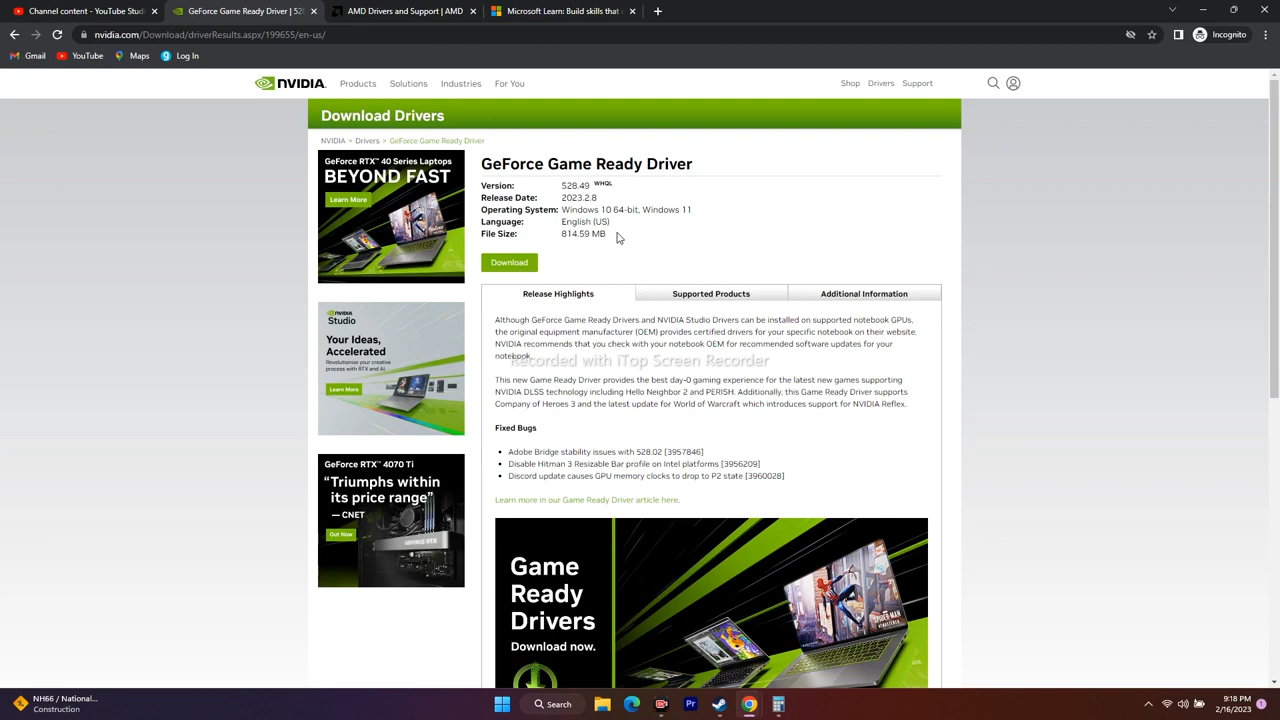 Channel content - YouTube Studi
GeForce Game Ready Driver | 528
AMD Drivers and Support | AMD
Microsoft Learn: Build skills that o
nvidia.com/Download/driverResults.aspx/199655/en-us/
Incognito
Gmail
YouTube
Maps
Log In
NVIDIA.
Products
Solutions
Industries
For You
Shop
Drivers
Support
Download Drivers
NVIDIA > Drivers > GeForce Game Ready Driver
GeForce RTX™ 40 Series Laptops
BEYOND FAST
Learn More
GeForce Game Ready Driver
Version: 528.49 WHQL
Release Date: 2023.2.8
Operating System: Windows 10 64-bit, Windows 11
Language: English (US)
File Size: 814.59 MB
Download
Release Highlights
Supported Products
Additional Information
Although GeForce Game Ready Drivers and NVIDIA Studio Drivers can be installed on supported notebook GPUs,
the original equipment manufacturer (OEM) provides certified drivers for your specific notebook on their website.
NVIDIA recommends that you check with your notebook OEM for recommended software updates for your
notebook.
Recorded with iTop Screen Recorder
This new Game Ready Driver provides the best day-0 gaming experience for the latest new games supporting
NVIDIA DLSS technology including Hello Neighbor 2 and PERISH. Additionally, this Game Ready Driver supports
Company of Heroes 3 and the latest update for World of Warcraft which introduces support for NVIDIA Reflex.
Fixed Bugs
• Adobe Bridge stability issues with 528.02 [3957846]
• Disable Hitman 3 Resizable Bar profile on Intel platforms [3956209]
• Discord update causes GPU memory clocks to drop to P2 state [3960028]
Learn more in our Game Ready Driver article here.
Game
Ready
Drivers
Download now.
NVIDIA
Studio
Your Ideas,
Accelerated
Revolutionize your creative
process with RTX and AI.
Learn More
GeForce RTX™ 4070 Ti
"Triumphs within
its price range"
— CNET
Out Now
GEFORCE RTX
SPIDER-MAN
NH66 / National...
Construction
Search
Pr
9:18 PM
2/16/2023
1